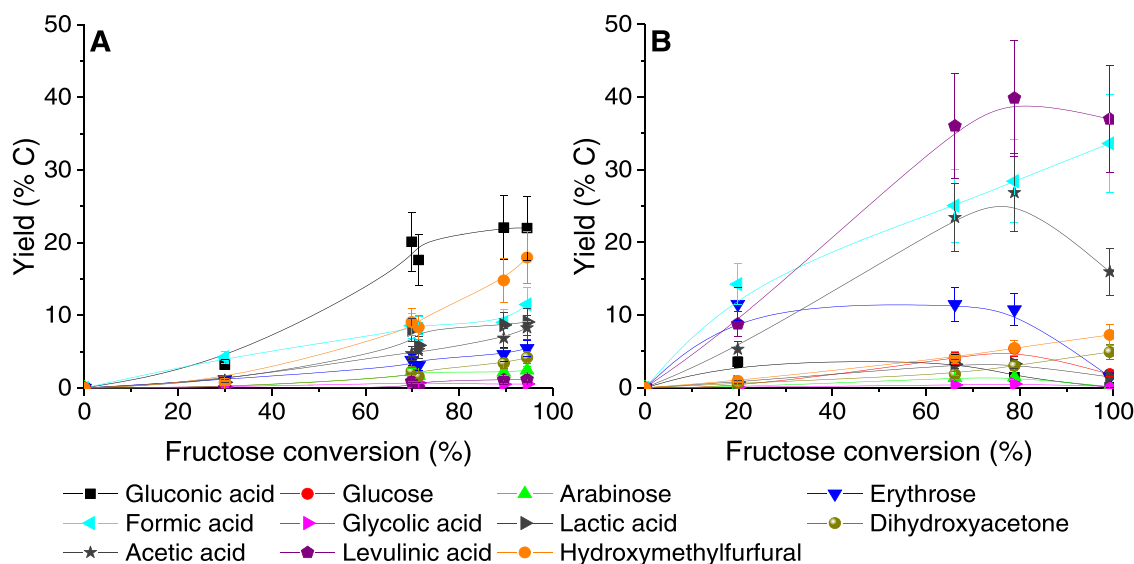 A
B
50
40
30
20
10
0
Yield (% C)
0 20 40 60 80 100
Fructose conversion (%)
50
40
30
20
10
0
Yield (% C)
0 20 40 60 80 100
Fructose conversion (%)
Gluconic acid Glucose Arabinose Erythrose
Formic acid Glycolic acid Lactic acid Dihydroxyacetone
Acetic acid Levulinic acid Hydroxymethylfurfural